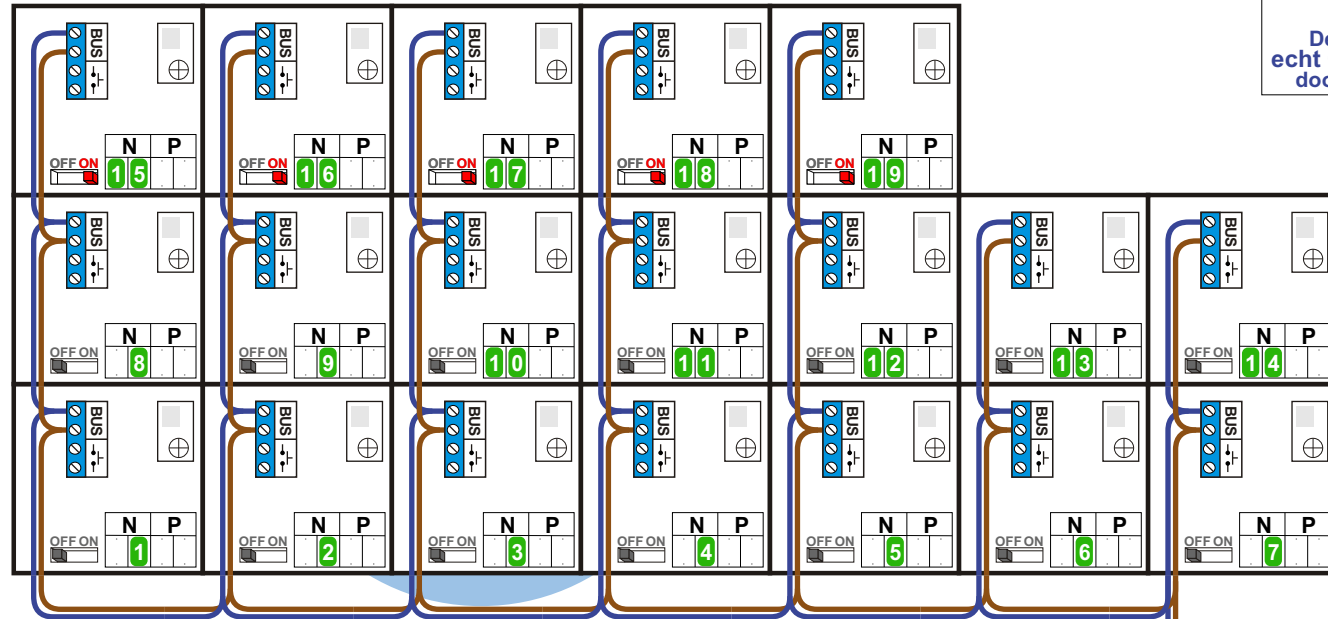 De
echt
doo
BUS BUS BUS BUS BUS
N P N P N P N P N P
OFF ON OFF ON OFF ON OFF ON OFF ON
15 16 17 18 19
BUS BUS BUS BUS BUS BUS BUS
N P N P N P N P N P N P N P
OFF ON OFF ON OFF ON OFF ON OFF ON OFF ON OFF ON
8 9 10 11 12 13 14
BUS BUS BUS BUS BUS BUS BUS
N P N P N P N P N P N P N P
OFF ON OFF ON OFF ON OFF ON OFF ON OFF ON OFF ON
1 2 3 4 5 6 7